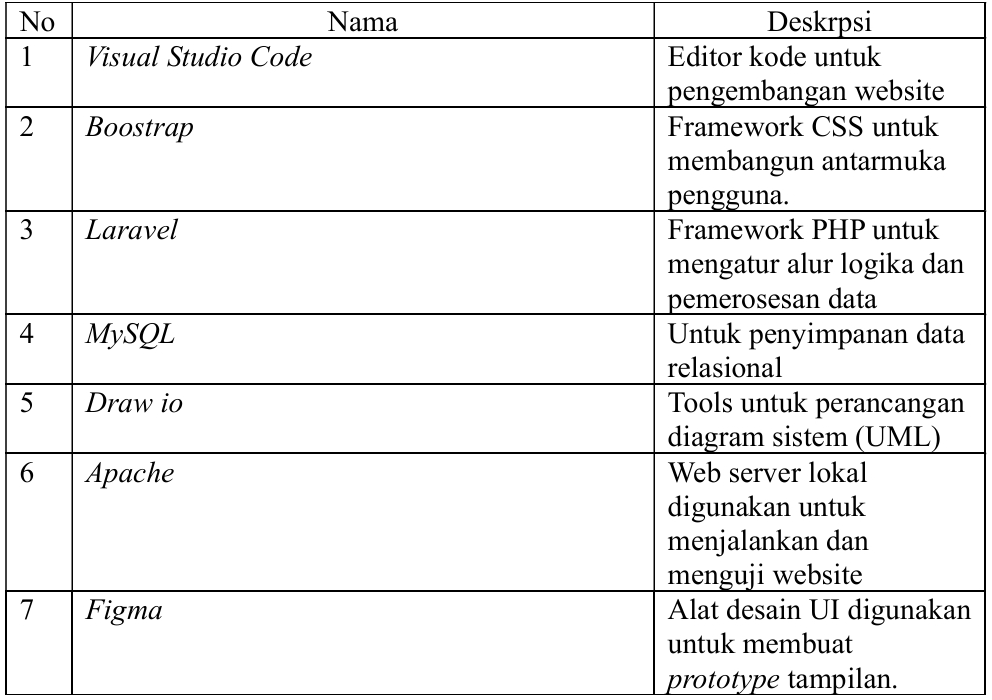 No Nama Deskrpsi
1 Visual Studio Code Editor kode untuk
pengembangan website
2 Boostrap Framework CSS untuk
membangun antarmuka
pengguna.
3 Laravel Framework PHP untuk
mengatur alur logika dan
pemerosesan data
4 MySQL Untuk penyimpanan data
relasional
5 Draw io Tools untuk perancangan
diagram sistem (UML)
6 Apache Web server lokal
digunakan untuk
menjalankan dan
menguji website
7 Figma Alat desain UI digunakan
untuk membuat
prototype tampilan.